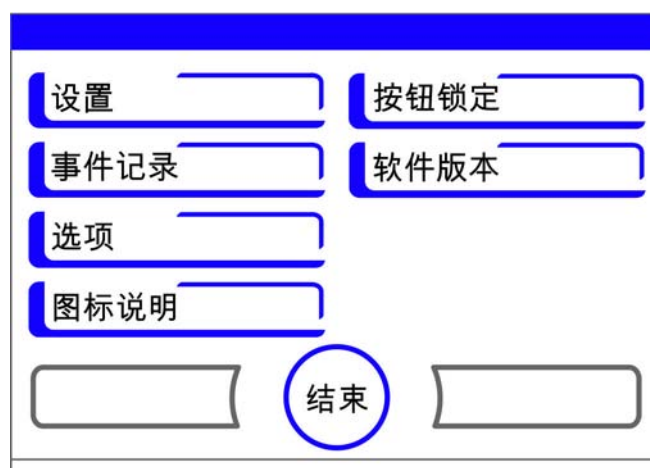 设置
按钮锁定
事件记录
软件版本
选项
图标说明
结束